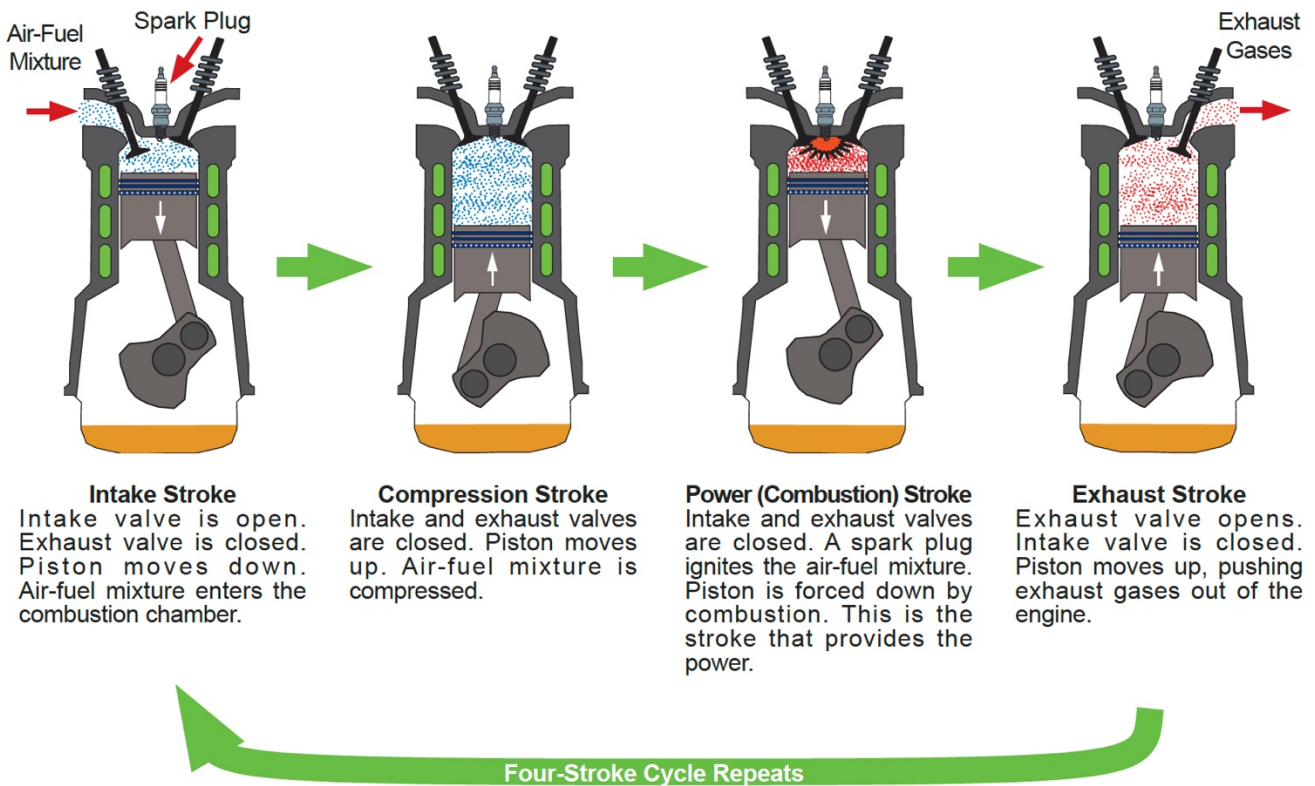 Air-Fuel
Mixture
Spark Plug
Exhaust
Gases
Intake Stroke
Intake valve is open.
Exhaust valve is closed.
Piston moves down.
Air-fuel mixture enters the
combustion chamber.
Compression Stroke
Intake and exhaust valves
are closed. Piston moves
up. Air-fuel mixture is
compressed.
Power (Combustion) Stroke
Intake and exhaust valves
are closed. A spark plug
ignites the air-fuel mixture.
Piston is forced down by
combustion. This is the
stroke that provides the
power.
Exhaust Stroke
Exhaust valve opens.
Intake valve is closed.
Piston moves up, pushing
exhaust gases out of the
engine.
Four-Stroke Cycle Repeats